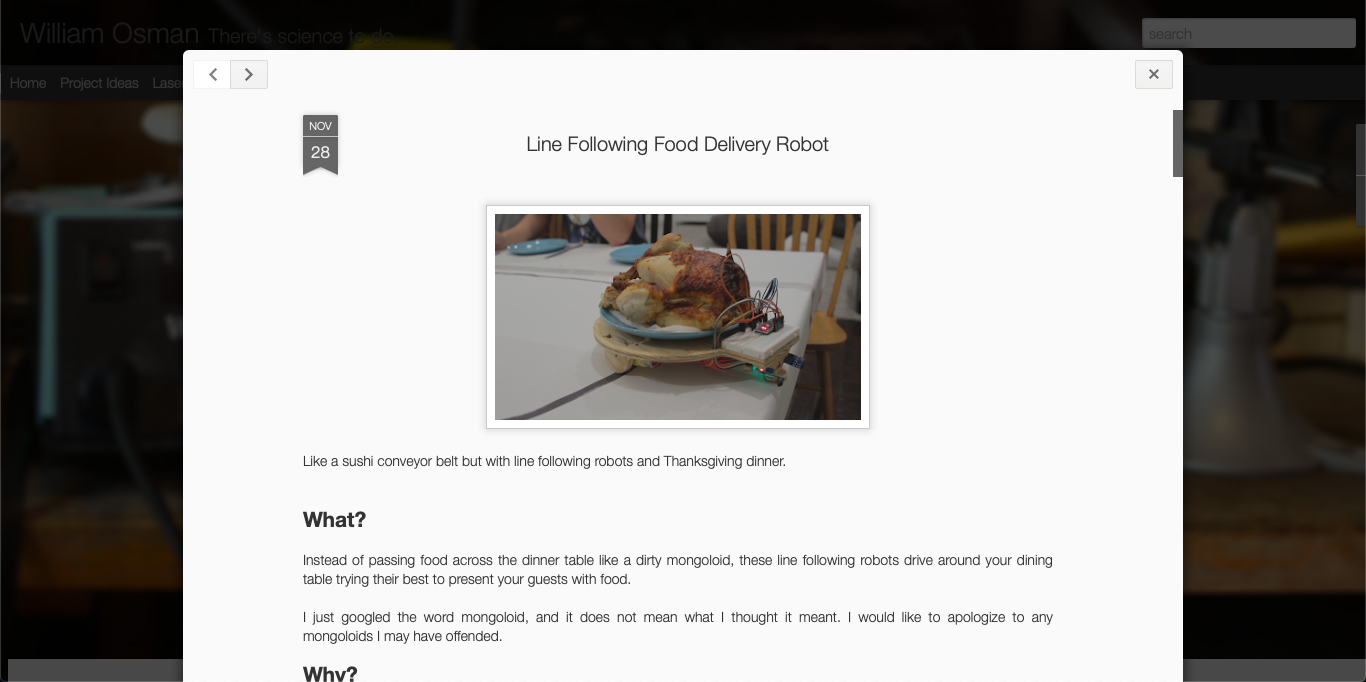 William Osman There's science to do
search
Home Project Ideas Laser
NOV
28
Line Following Food Delivery Robot
Like a sushi conveyor belt but with line following robots and Thanksgiving dinner.
What?
Instead of passing food across the dinner table like a dirty mongoloid, these line following robots drive around your dining
table trying their best to present your guests with food.
I just googled the word mongoloid, and it does not mean what I thought it meant. I would like to apologize to any
mongoloids I may have offended.
Why?